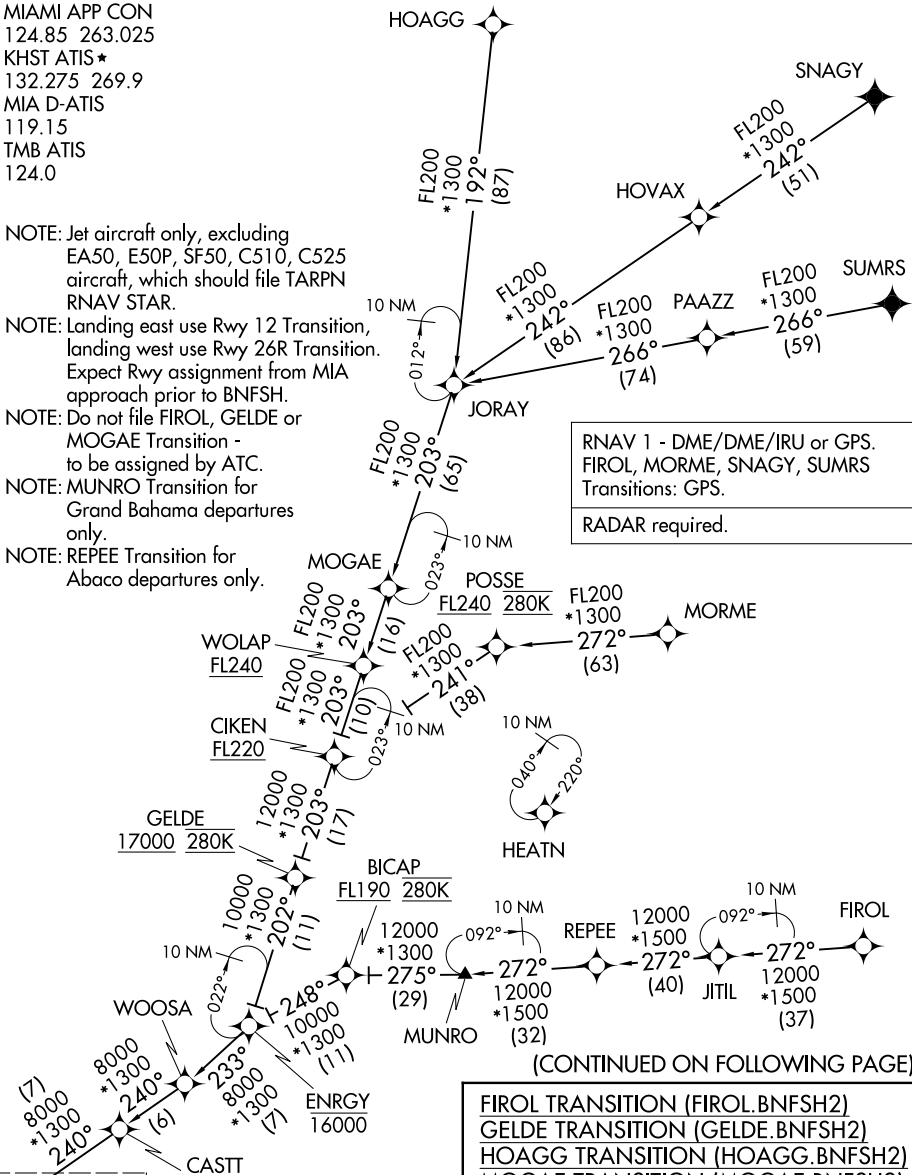 MIAMI APP CON
124.85 263.025
KHST ATIS★
132.275 269.9
MIA D-ATIS
119.15
TMB ATIS
124.0
HOAGG
FL200
*1300
192°
(87)
SNAGY
FL200
*1300
242°
(51)
HOVAX
FL200
*1300
242°
(86)
SUMRS
FL200
*1300
266°
(59)
PAAZZ
FL200
*1300
266°
(74)
10 NM
012°
JORAY
NOTE: Jet aircraft only, excluding
EA50, E50P, SF50, C510, C525
aircraft, which should file TARPN
RNAV STAR.
NOTE: Landing east use Rwy 12 Transition,
landing west use Rwy 26R Transition.
Expect Rwy assignment from MIA
approach prior to BNFSH.
NOTE: Do not file FIROL, GELDE or
MOGAE Transition -
to be assigned by ATC.
NOTE: MUNRO Transition for
Grand Bahama departures
only.
NOTE: REPEE Transition for
Abaco departures only.
RNAV 1 - DME/DME/IRU or GPS.
FIROL, MORME, SNAGY, SUMRS
Transitions: GPS.
RADAR required.
FL200
*1300
203°
(65)
10 NM
023°
MOGAE
FL200
*1300
203°
(16)
WOLAP
FL240
FL200
*1300
203°
(10)
POSSE
FL240 280K
FL200
*1300
272°
(63)
MORME
FL200
*1300
241°
(38)
10 NM
023°
CIKEN
FL220
12000
*1300
203°
(17)
10 NM
040°
220°
HEATN
GELDE
17000 280K
10000
*1300
202°
(11)
BICAP
FL190 280K
12000
*1300
275°
(29)
092°
10 NM
MUNRO
272°
12000
*1500
(32)
REPEE
12000
*1500
272°
(40)
10 NM
092°
JITIL
272°
12000
*1500
(37)
FIROL
10 NM
022°
248°
10000
*1300
(11)
ENRGY
16000
WOOSA
233°
8000
*1300
(7)
8000
*1300
240°
(6)
CASTT
(7)
8000
*1300
240°
(CONTINUED ON FOLLOWING PAGE)
FIROL TRANSITION (FIROL.BNFSH2)
GELDE TRANSITION (GELDE.BNFSH2)
HOAGG TRANSITION (HOAGG.BNFSH2)
MOGAE TRANSITION (MOGAE.BNFSH2)